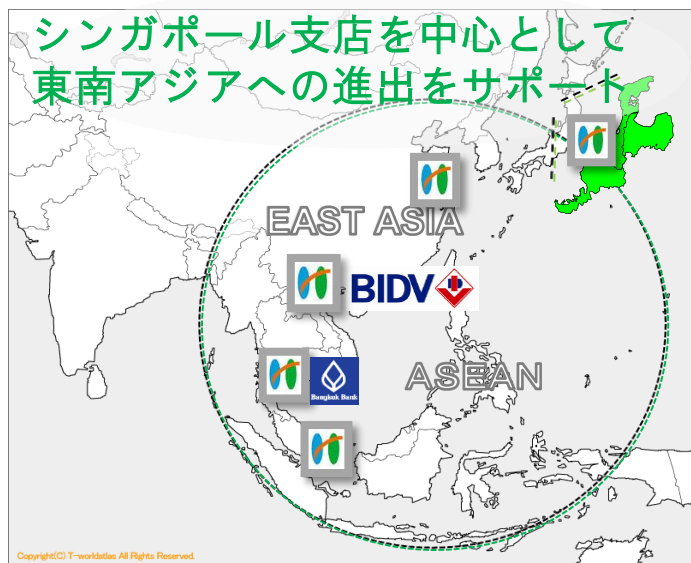 シンガポール支店を中心として
東南アジアへの進出をサポート
EAST ASIA
BIDV
Bangkok Bank
ASEAN
Copyright(C) T-worldatlas All Rights Reserved.